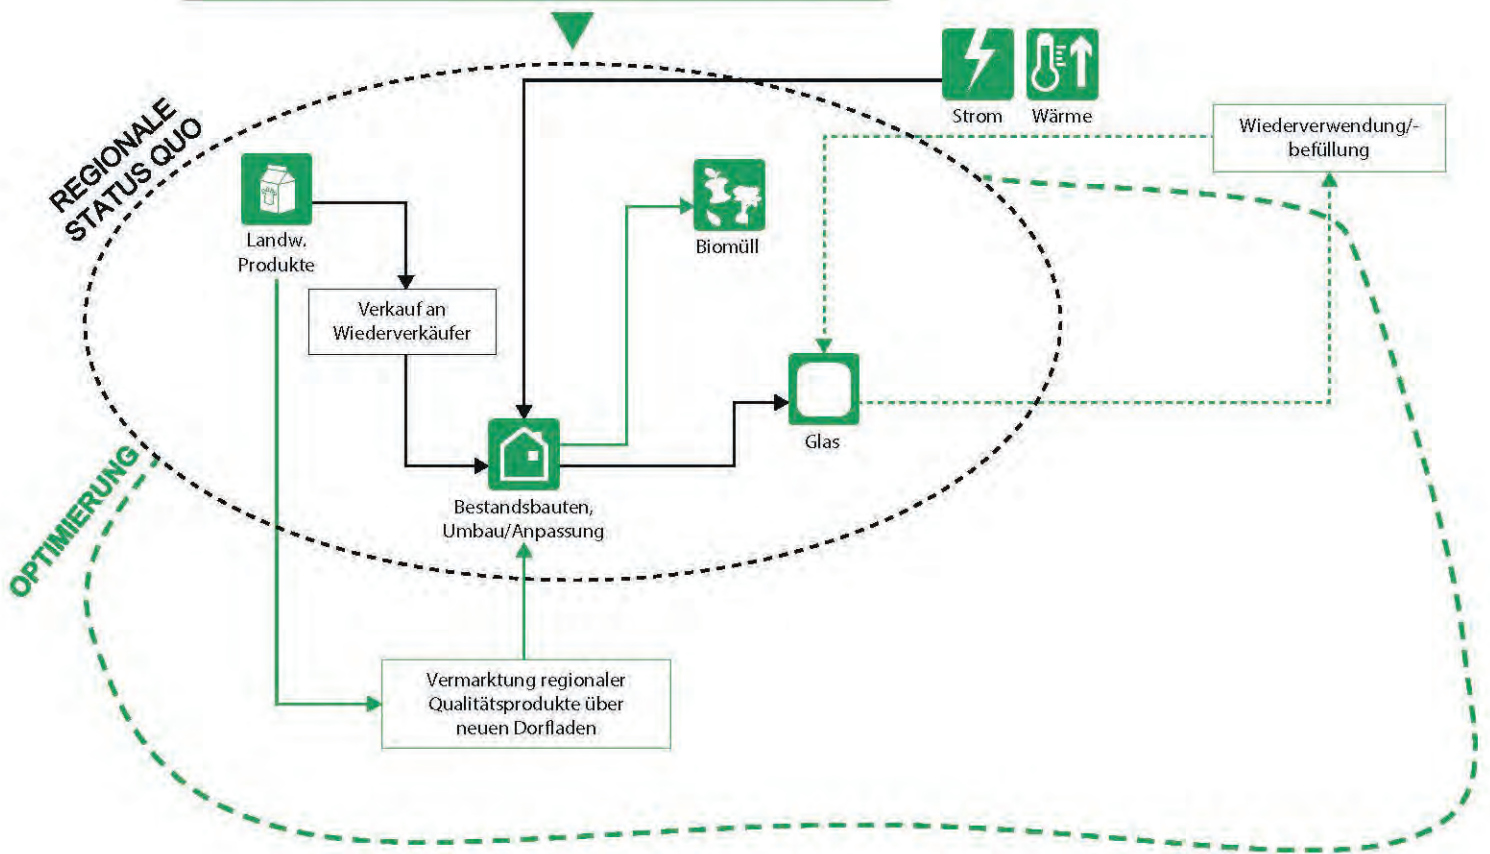 REGIONALE
STATUS QUO
Strom
Wärme
Wiederverwendung/-
befüllung
Landw.
Produkte
Biomüll
Verkauf an
Wiederverkäufer
Glas
Bestandsbauten,
Umbau/Anpassung
OPTIMIERUNG
Vermarktung regionaler
Qualitätsprodukte über
neuen Dorfladen